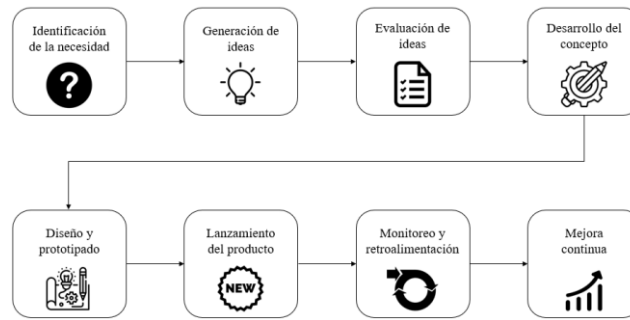 Identificación
de la necesidad
Generación de
ideas
Evaluación de
ideas
Desarrollo del
concepto
Diseño y
prototipado
Lanzamiento
del producto
NEW
Monitoreo y
retroalimentación
Mejora
continua